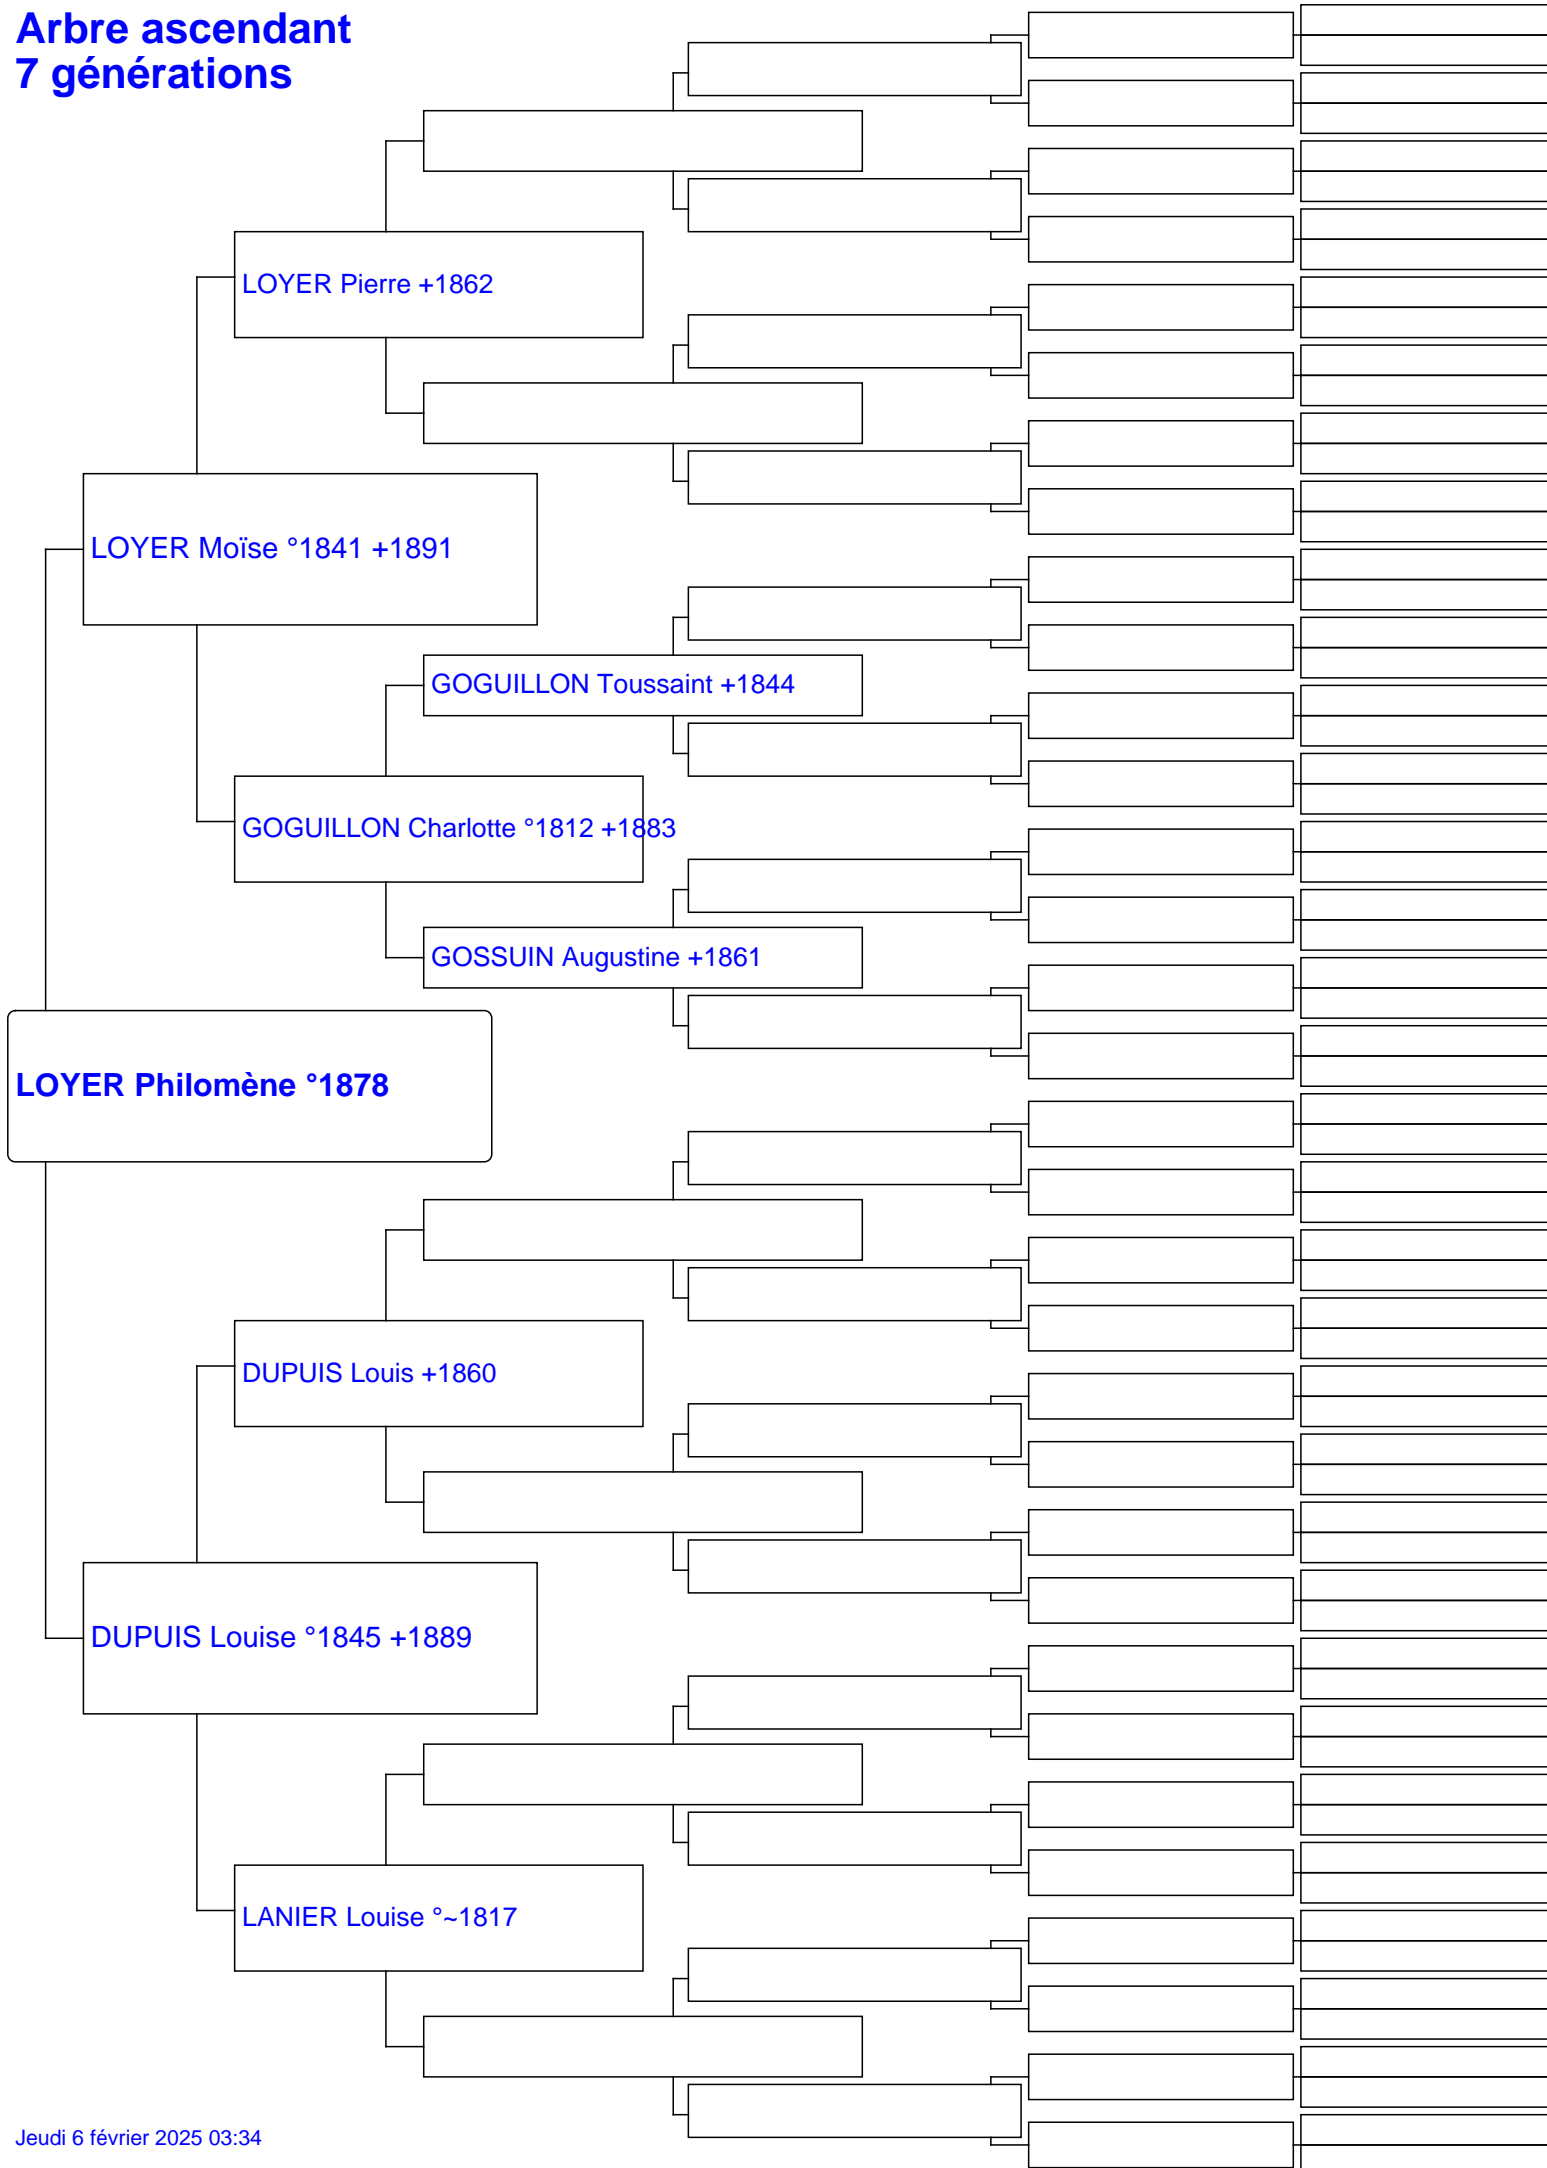 Arbre ascendant
7 générations
LOYER Pierre +1862
LOYER Moïse °1841 +1891
GOGUILLON Toussaint +1844
GOGUILLON Charlotte °1812 +1883
GOSSUIN Augustine +1861
LOYER Philomène °1878
DUPUIS Louis +1860
DUPUIS Louise °1845 +1889
LANIER Louise °~1817
Jeudi 6 février 2025 03:34